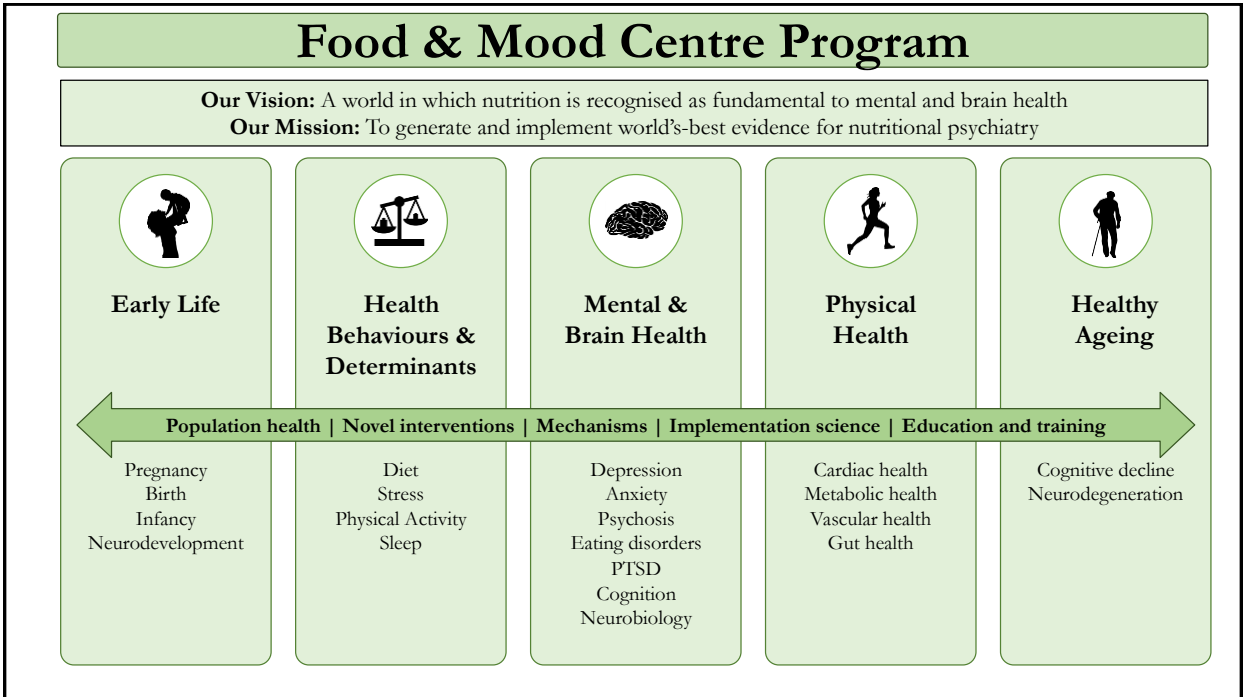 Food & Mood Centre Program
Our Vision: A world in which nutrition is recognised as fundamental to mental and brain health
Our Mission: To generate and implement world's-best evidence for nutritional psychiatry
Early Life
Health
Behaviours &
Determinants
Mental &
Brain Health
Physical
Health
Healthy
Ageing
Population health | Novel interventions | Mechanisms | Implementation science | Education and training
Pregnancy
Birth
Infancy
Neurodevelopment
Diet
Stress
Physical Activity
Sleep
Depression
Anxiety
Psychosis
Eating disorders
PTSD
Cognition
Neurobiology
Cardiac health
Metabolic health
Vascular health
Gut health
Cognitive decline
Neurodegeneration